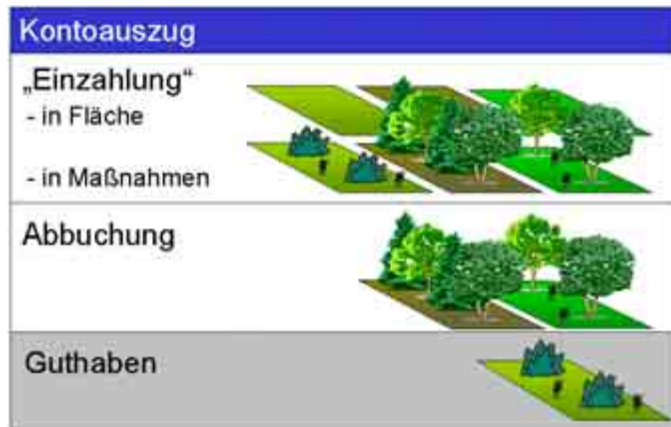 Kontoauszug
„Einzahlung“
- in Fläche
- in Maßnahmen
Abbuchung
Guthaben